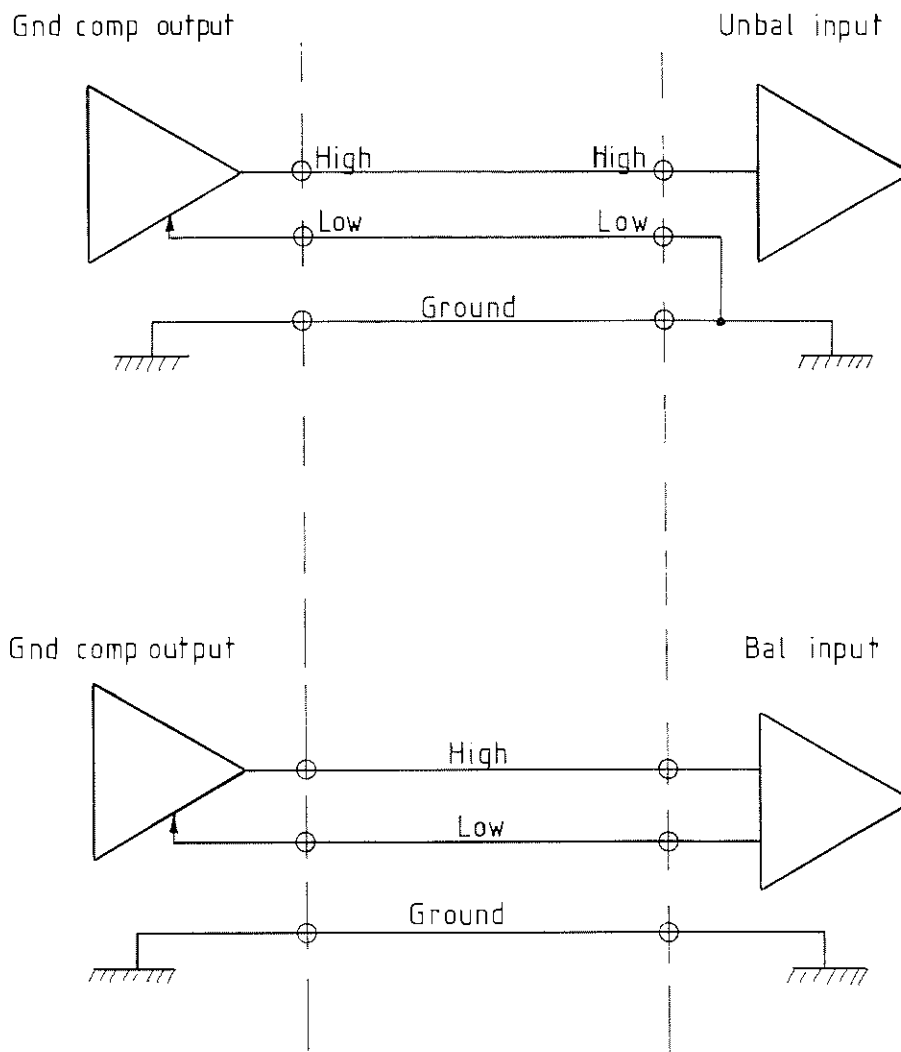 Gnd comp output
Unbal input
High
High
Low
Low
Ground
Gnd comp output
Bal input
High
Low
Ground